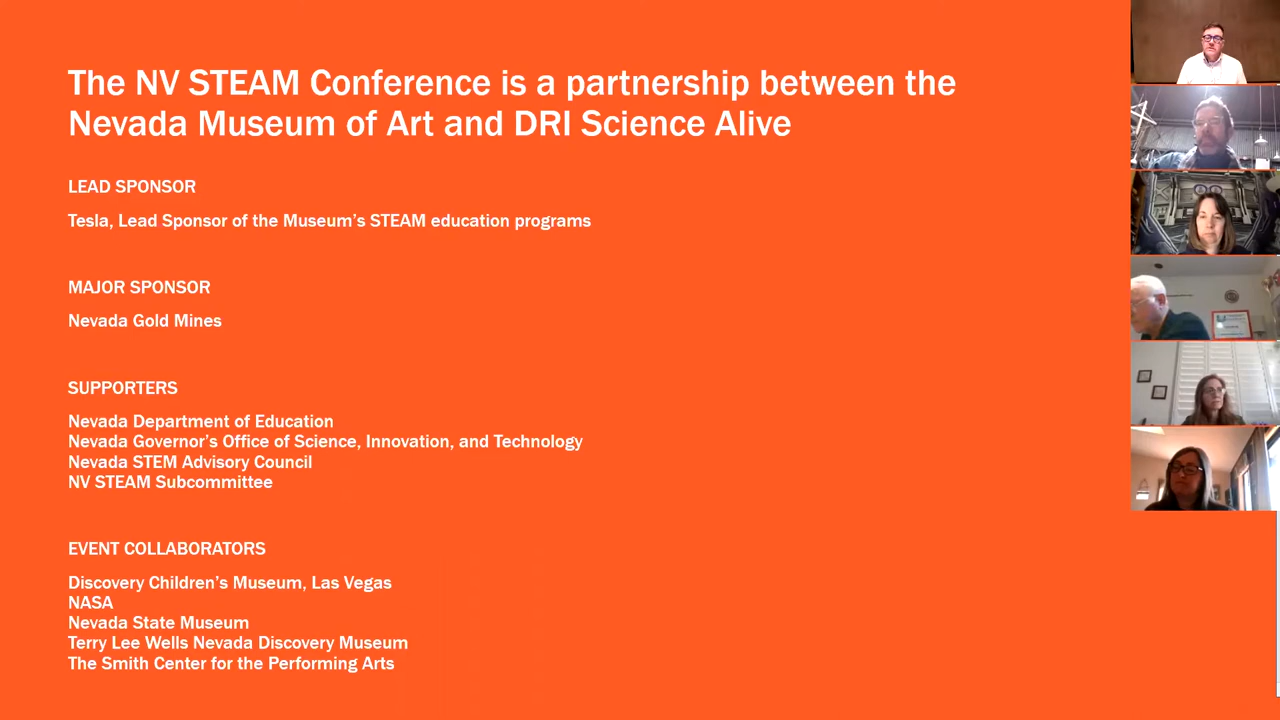 The NV STEAM Conference is a partnership between the
Nevada Museum of Art and DRI Science Alive
LEAD SPONSOR
Tesla, Lead Sponsor of the Museum’s STEAM education programs
MAJOR SPONSOR
Nevada Gold Mines
SUPPORTERS
Nevada Department of Education
Nevada Governor’s Office of Science, Innovation, and Technology
Nevada STEM Advisory Council
NV STEAM Subcommittee
EVENT COLLABORATORS
Discovery Children’s Museum, Las Vegas
NASA
Nevada State Museum
Terry Lee Wells Nevada Discovery Museum
The Smith Center for the Performing Arts